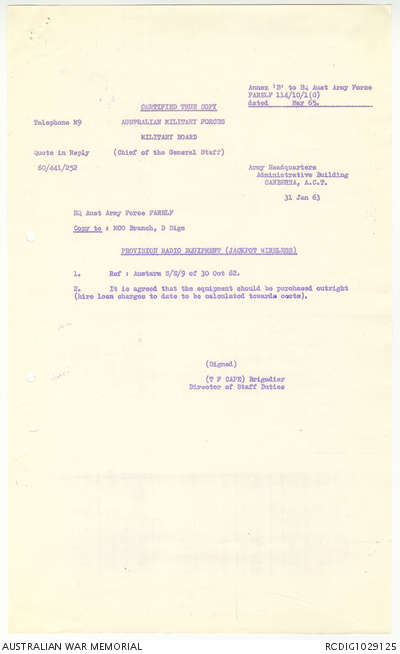 Annex 'B' to HQ Aust Army Force
FARELF 114/10/1(G)
dated May 63.
CERTIFIED TRUE COPY
Telephone N9 AUSTRALIAN MILITARY FORCES
MILITARY BOARD
Quote in Reply (Chief of the General Staff)
60/441/252 Army Headquarters
Administrative Building
CANBERRA, A.C.T.
31 Jan 63
HQ Aust Army Force FARELF
Copy to : MGO Branch, D Sigs
PROVISION RADIO EQUIPMENT (JACKPOT WIRELESS)
1. Ref : Austarm S/2/9 of 30 Oct 62.
2. It is agreed that the equipment should be purchased outright
(hire loan charges to date to be calculated towards costs).
(Signed)
(T F CAPE) Brigadier
Director of Staff Duties
AUSTRALIAN WAR MEMORIAL RCDIG1029125